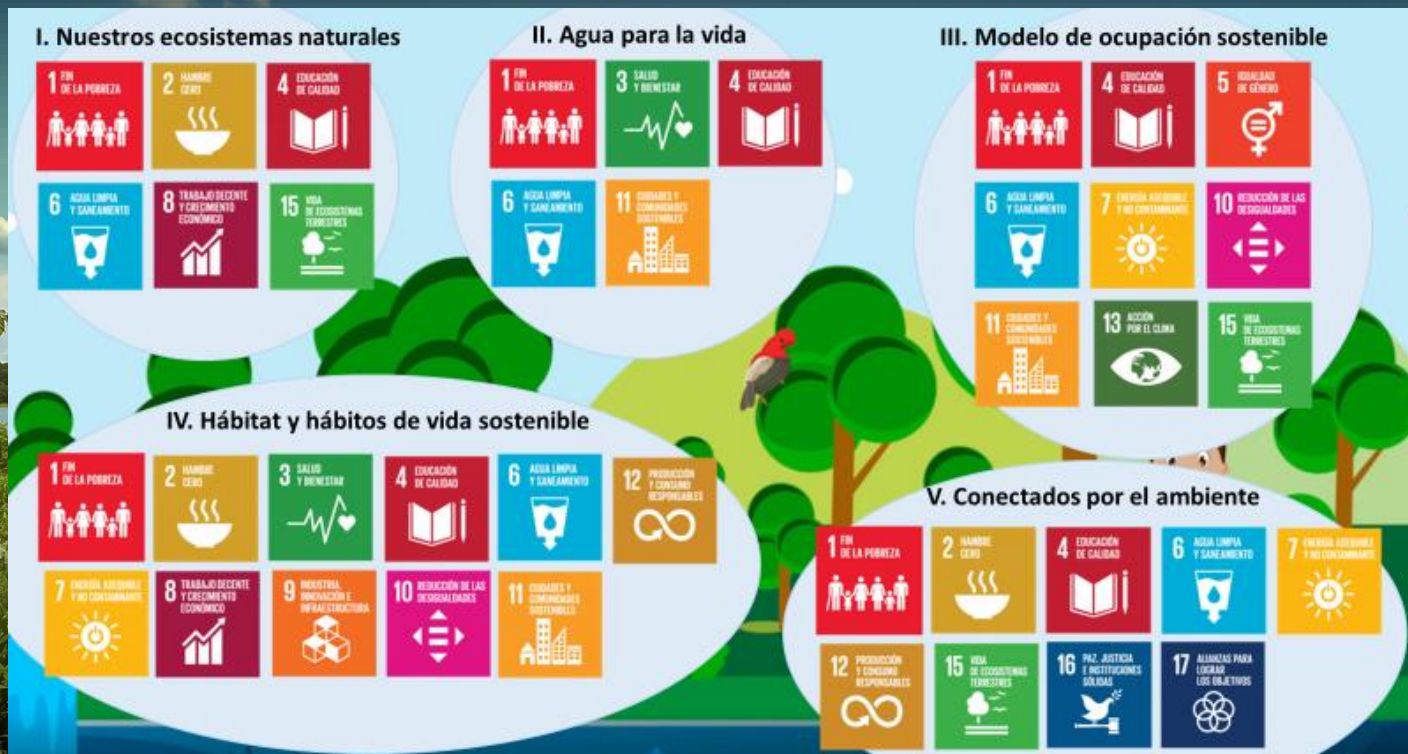 I. Nuestros ecosistemas naturales
1 FIN
DE LA POBREZA
2 HAMBRE
CERO
4 EDUCACIÓN
DE CALIDAD
6 AGUA LIMPIA
Y SANEAMIENTO
8 TRABAJO DECENTE
Y CRECIMIENTO
ECONÓMICO
15 VIDA
DE ECOSISTEMAS
TERRESTRES
II. Agua para la vida
1 FIN
DE LA POBREZA
3 SALUD
Y BIENESTAR
4 EDUCACIÓN
DE CALIDAD
6 AGUA LIMPIA
Y SANEAMIENTO
11 CIUDADES Y
COMUNIDADES
SOSTENIBLES
III. Modelo de ocupación sostenible
1 FIN
DE LA POBREZA
4 EDUCACIÓN
DE CALIDAD
5 IGUALDAD
DE GÉNERO
6 AGUA LIMPIA
Y SANEAMIENTO
7 ENERGÍA ASEQUIBLE
Y NO CONTAMINANTE
10 REDUCCIÓN DE LAS
DESIGUALDADES
11 CIUDADES Y
COMUNIDADES
SOSTENIBLES
13 ACCIÓN
POR EL CLIMA
15 VIDA
DE ECOSISTEMAS
TERRESTRES
IV. Hábitat y hábitos de vida sostenible
1 FIN
DE LA POBREZA
2 HAMBRE
CERO
3 SALUD
Y BIENESTAR
4 EDUCACIÓN
DE CALIDAD
6 AGUA LIMPIA
Y SANEAMIENTO
12 PRODUCCIÓN
Y CONSUMO
RESPONSABLES
7 ENERGÍA ASEQUIBLE
Y NO CONTAMINANTE
8 TRABAJO DECENTE
Y CRECIMIENTO
ECONÓMICO
9 INDUSTRIA,
INNOVACIÓN E
INFRAESTRUCTURA
10 REDUCCIÓN DE LAS
DESIGUALDADES
11 CIUDADES Y
COMUNIDADES
SOSTENIBLES
V. Conectados por el ambiente
1 FIN
DE LA POBREZA
2 HAMBRE
CERO
4 EDUCACIÓN
DE CALIDAD
6 AGUA LIMPIA
Y SANEAMIENTO
7 ENERGÍA ASEQUIBLE
Y NO CONTAMINANTE
12 PRODUCCIÓN
Y CONSUMO
RESPONSABLES
15 VIDA
DE ECOSISTEMAS
TERRESTRES
16 PAZ, JUSTICIA
E INSTITUCIONES
SÓLIDAS
17 ALIANZAS PARA
LOGRAR
LOS OBJETIVOS